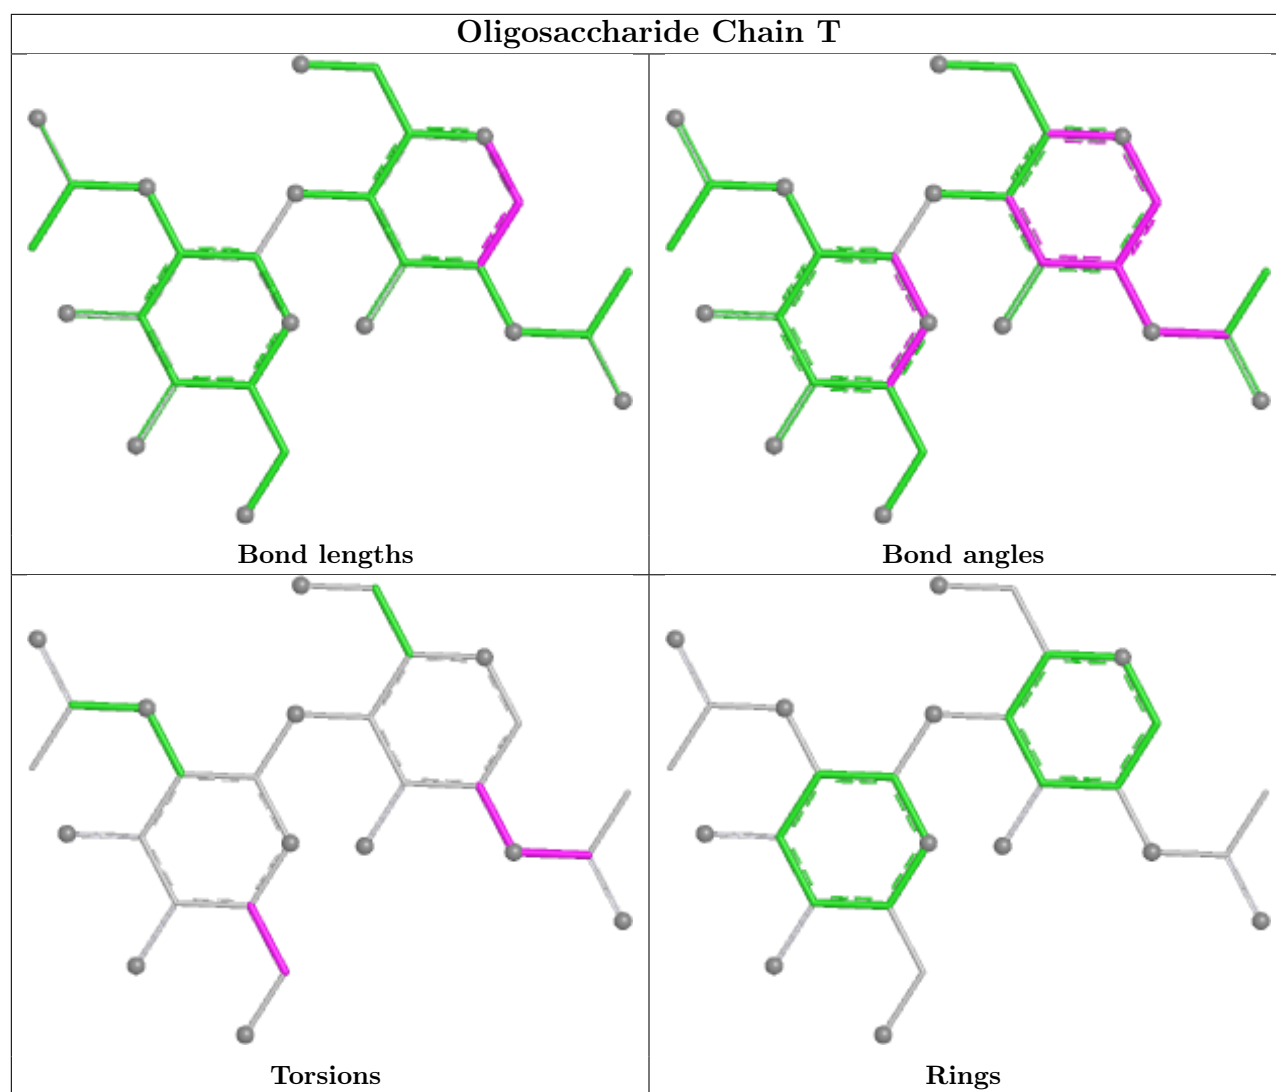 Oligosaccharide Chain T
Bond lengths
Bond angles
Torsions
Rings